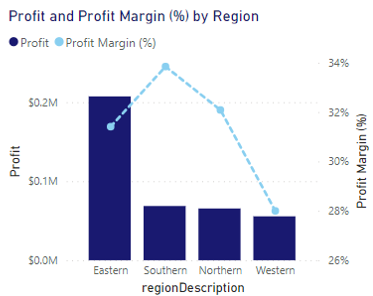 Profit and Profit Margin (%) by Region
Profit Profit Margin (%)
34%
$0.2M
32%
30%
$0.1M
28%
$0.0M
26%
Profit
Profit Margin (%)
Eastern Southern Northern Western
regionDescription